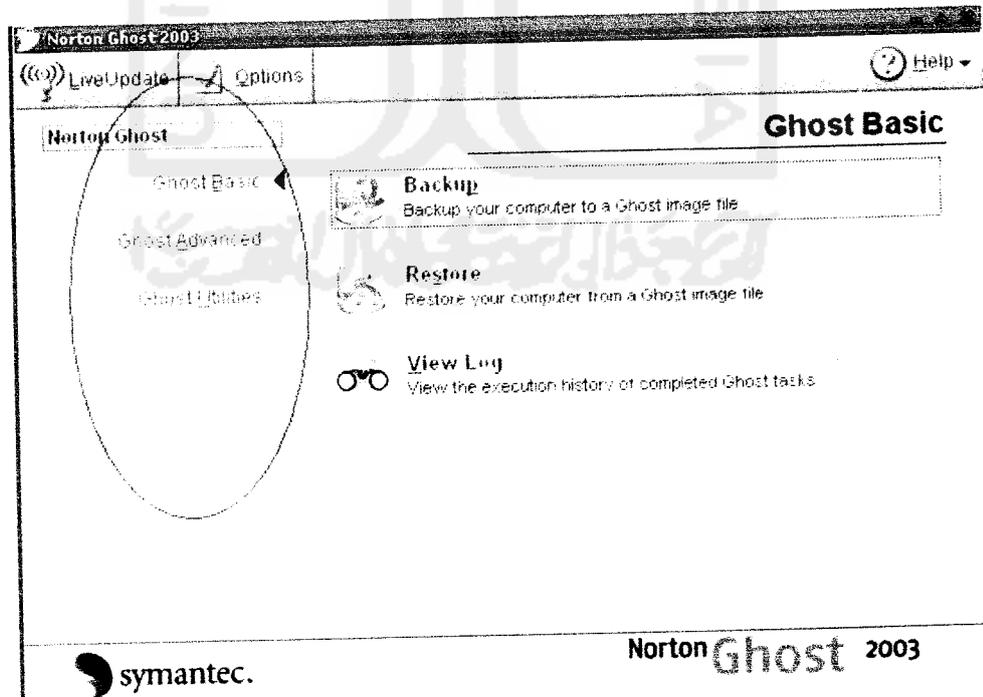 Norton Ghost 2003
LiveUpdate Options Help
Norton Ghost
Ghost Basic
Ghost Basic
Ghost Advanced
Ghost Utilities
Backup
Backup your computer to a Ghost image file
Restore
Restore your computer from a Ghost image file
View Log
View the execution history of completed Ghost tasks
symantec.
Norton Ghost 2003